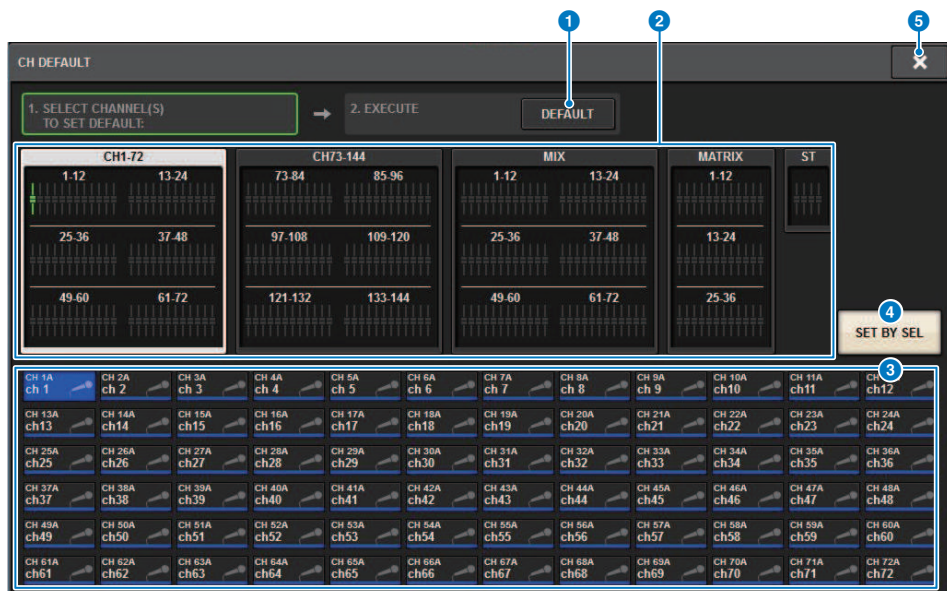 1 2 5
CH DEFAULT
1. SELECT CHANNEL(S)
TO SET DEFAULT:
→ 2. EXECUTE DEFAULT
CH1-72 CH73-144 MIX MATRIX ST
1-12 13-24 73-84 85-96 1-12 13-24 1-12
25-36 37-48 97-108 109-120 25-36 37-48 13-24
49-60 61-72 121-132 133-144 49-60 61-72 25-36
4
SET BY SEL
3
CH 1A CH 2A CH 3A CH 4A CH 5A CH 6A CH 7A CH 8A CH 9A CH 10A CH 11A CH
ch 1 ch 2 ch 3 ch 4 ch 5 ch 6 ch 7 ch 8 ch 9 ch10 ch11 ch12
CH 13A CH 14A CH 15A CH 16A CH 17A CH 18A CH 19A CH 20A CH 21A CH 22A CH 23A CH 24A
ch13 ch14 ch15 ch16 ch17 ch18 ch19 ch20 ch21 ch22 ch23 ch24
CH 25A CH 26A CH 27A CH 28A CH 29A CH 30A CH 31A CH 32A CH 33A CH 34A CH 35A CH 36A
ch25 ch26 ch27 ch28 ch29 ch30 ch31 ch32 ch33 ch34 ch35 ch36
CH 37A CH 38A CH 39A CH 40A CH 41A CH 42A CH 43A CH 44A CH 45A CH 46A CH 47A CH 48A
ch37 ch38 ch39 ch40 ch41 ch42 ch43 ch44 ch45 ch46 ch47 ch48
CH 49A CH 50A CH 51A CH 52A CH 53A CH 54A CH 55A CH 56A CH 57A CH 58A CH 59A CH 60A
ch49 ch50 ch51 ch52 ch53 ch54 ch55 ch56 ch57 ch58 ch59 ch60
CH 61A CH 62A CH 63A CH 64A CH 65A CH 66A CH 67A CH 68A CH 69A CH 70A CH 71A CH 72A
ch61 ch62 ch63 ch64 ch65 ch66 ch67 ch68 ch69 ch70 ch71 ch72